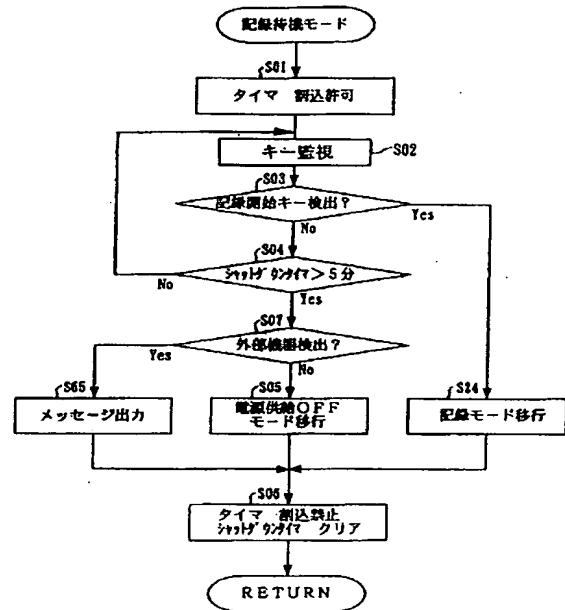 記録待機モード
S01
タイマ 割込許可
キー監視
S02
S03
記録開始キー検出?
Yes
No
S04
シャットダウンタイマ>5分
No
Yes
S07
外部機器検出?
Yes
No
S65
メッセージ出力
S05
電源供給OFF
モード移行
S24
記録モード移行
S06
タイマ 割込禁止
シャットダウンタイマ クリア
RETURN